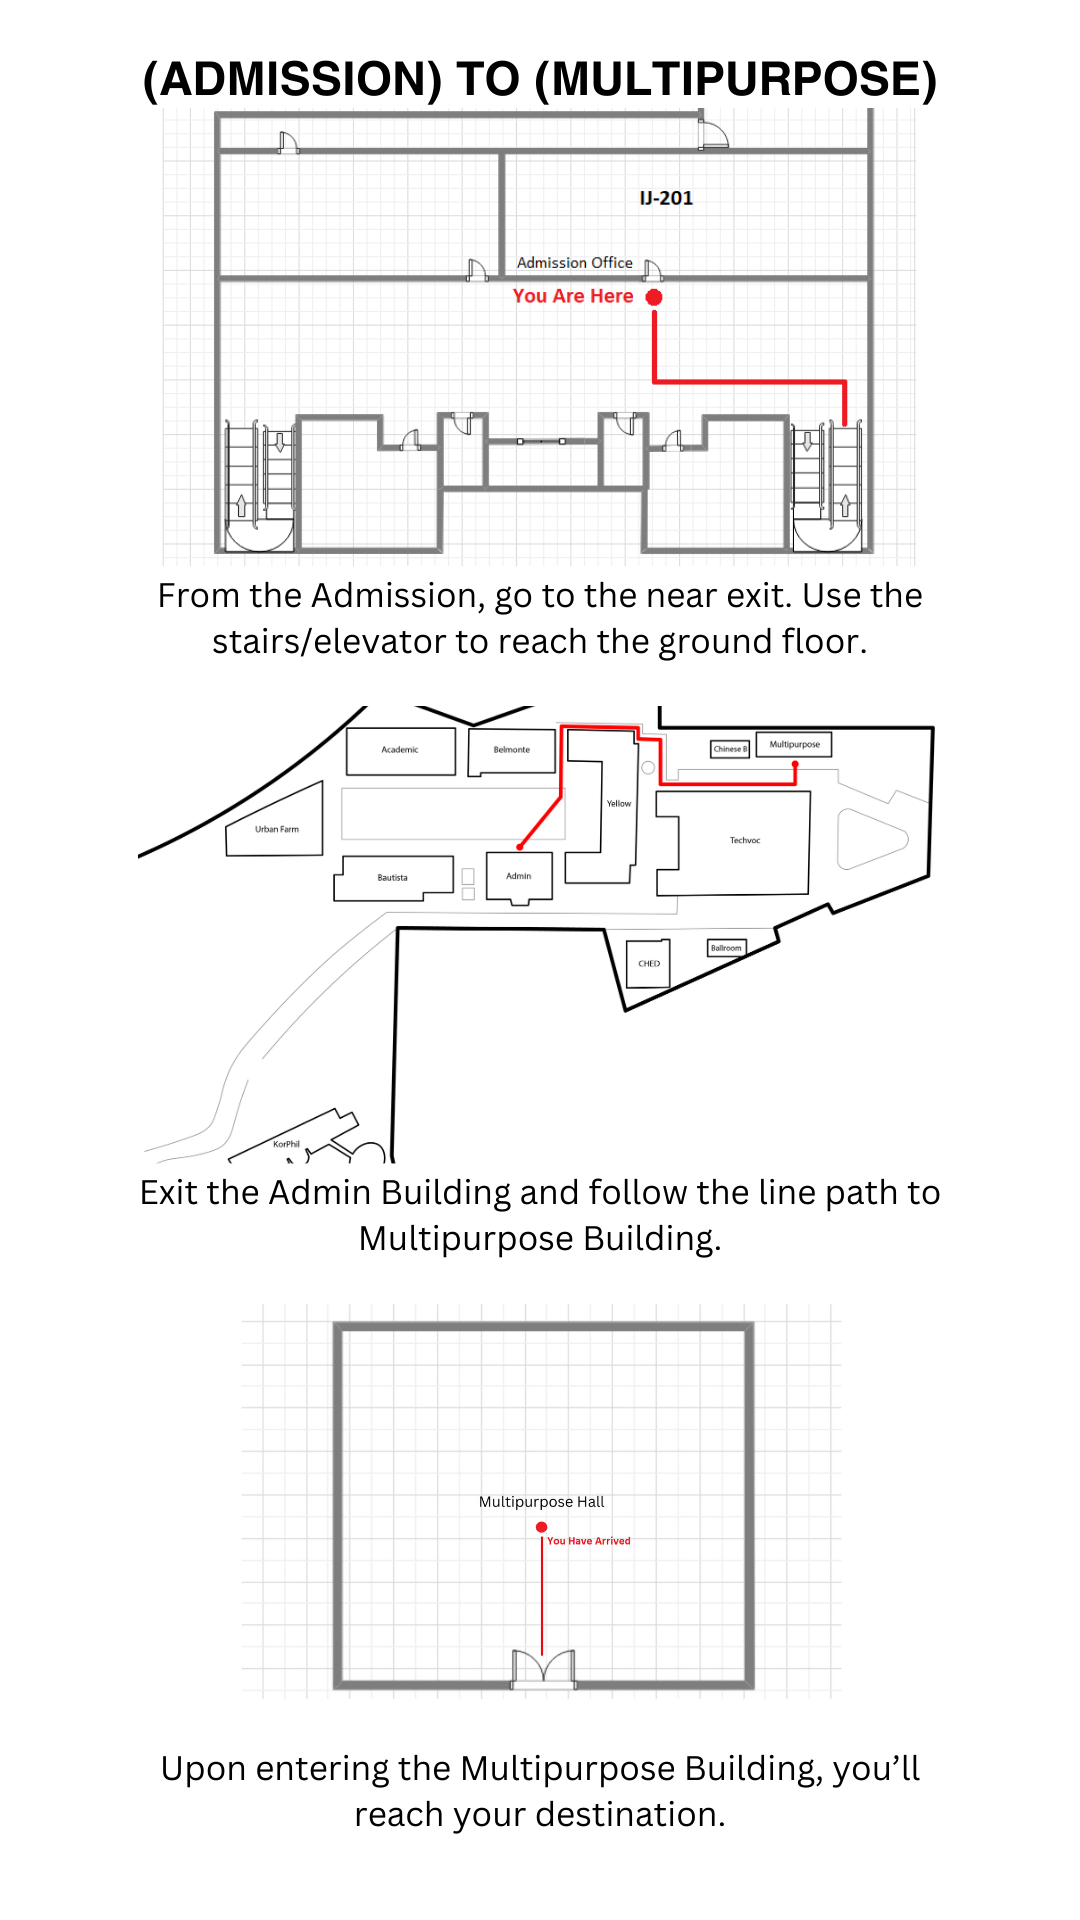 (ADMISSION) TO (MULTIPURPOSE)
IJ-201
Admission Office
You Are Here
From the Admission, go to the near exit. Use the
stairs/elevator to reach the ground floor.
Academic
Belmonte
Chinese B
Multipurpose
Yellow
Urban Farm
Techvoc
Bautista
Admin
CHED
Ballroom
KorPhil
Exit the Admin Building and follow the line path to
Multipurpose Building.
Multipurpose Hall
You Have Arrived
Upon entering the Multipurpose Building, you’ll
reach your destination.